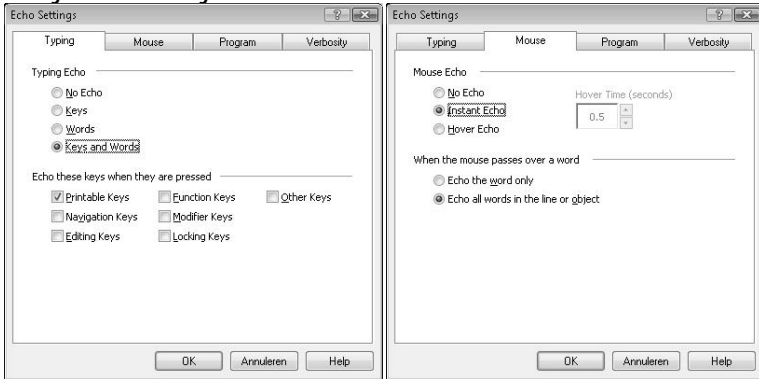 Echo Settings
Typing Mouse Program Verbosity
Typing Echo
No Echo
Keys
Words
Keys and Words
Echo these keys when they are pressed
Printable Keys Function Keys Other Keys
Navigation Keys Modifier Keys
Editing Keys Locking Keys
OK Annuleren Help
Echo Settings
Typing Mouse Program Verbosity
Mouse Echo
No Echo Hover Time (seconds)
Instant Echo 0.5
Hover Echo
When the mouse passes over a word
Echo the word only
Echo all words in the line or object
OK Annuleren Help